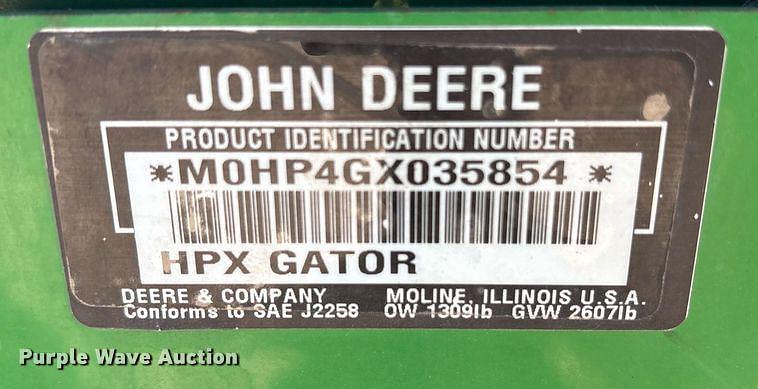 JOHN DEERE
PRODUCT IDENTIFICATION NUMBER
*M0HP4GX035854*
HPX GATOR
DEERE & COMPANY MOLINE, ILLINOIS U.S.A.
Conforms to SAE J2258 OW 1309lb GVW 2607lb
Purple Wave Auction